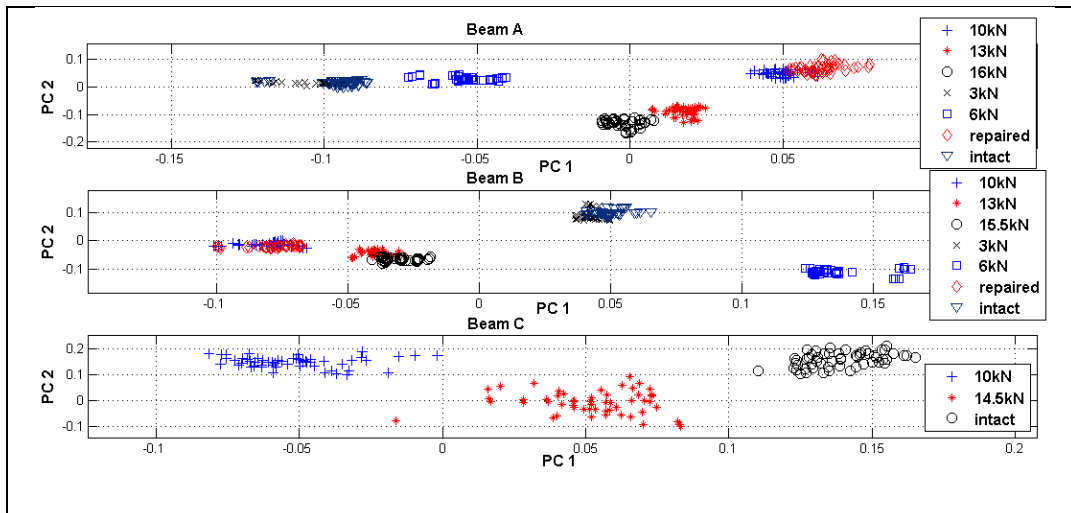 Beam A
PC 2
0.1
0
-0.1
-0.2
-0.15
-0.1
-0.05
0
0.05
PC 1
10kN
13kN
16kN
3kN
6kN
repaired
intact
Beam B
PC 2
0.1
0
-0.1
-0.1
-0.05
0
0.05
0.1
0.15
PC 1
10kN
13kN
15.5kN
3kN
6kN
repaired
intact
Beam C
PC 2
0.2
0.1
0
-0.1
-0.1
-0.05
0
0.05
0.1
0.15
0.2
PC 1
10kN
14.5kN
intact